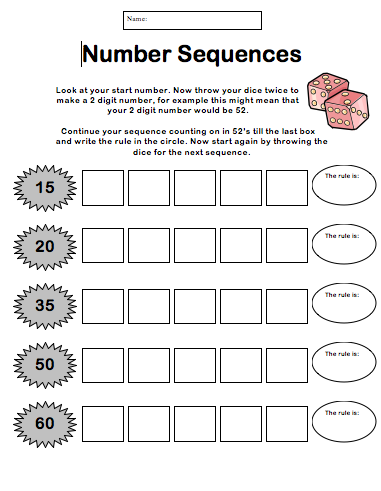 Name:
Number Sequences
Look at your start number. Now throw your dice twice to
make a 2 digit number, for example this might mean that
your 2 digit number would be 52.
Continue your sequence counting on in 52's till the last box
and write the rule in the circle. Now start again by throwing the
dice for the next sequence.
15
The rule is:
20
The rule is:
35
The rule is:
50
The rule is:
60
The rule is: